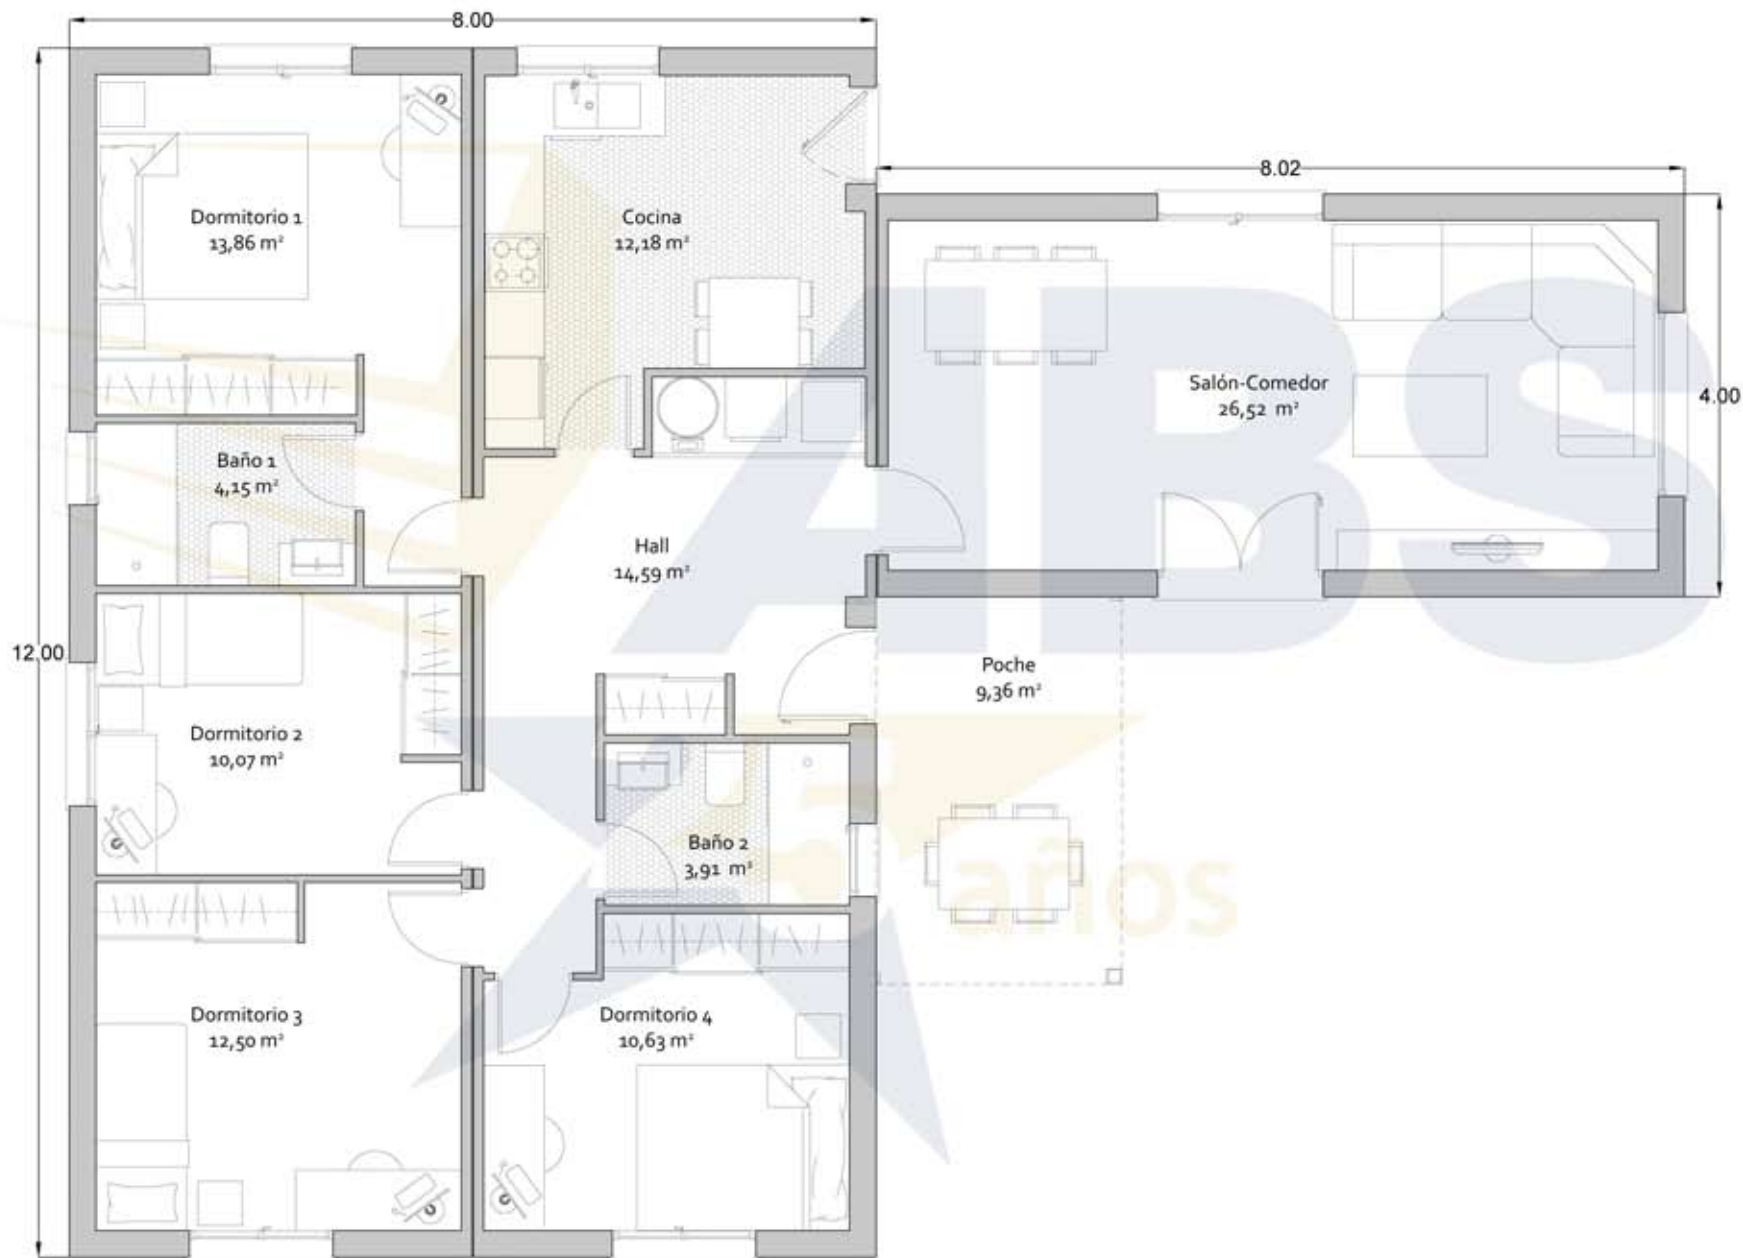 8.00
8.02
Dormitorio 1
13,86 m²
Cocina
12,18 m²
Salón-Comedor
26,52 m²
4.00
Baño 1
4,15 m²
Hall
14,59 m²
12.00
Poche
9,36 m²
Dormitorio 2
10,07 m²
Baño 2
3,91 m²
Dormitorio 3
12,50 m²
Dormitorio 4
10,63 m²
ABS
25
años